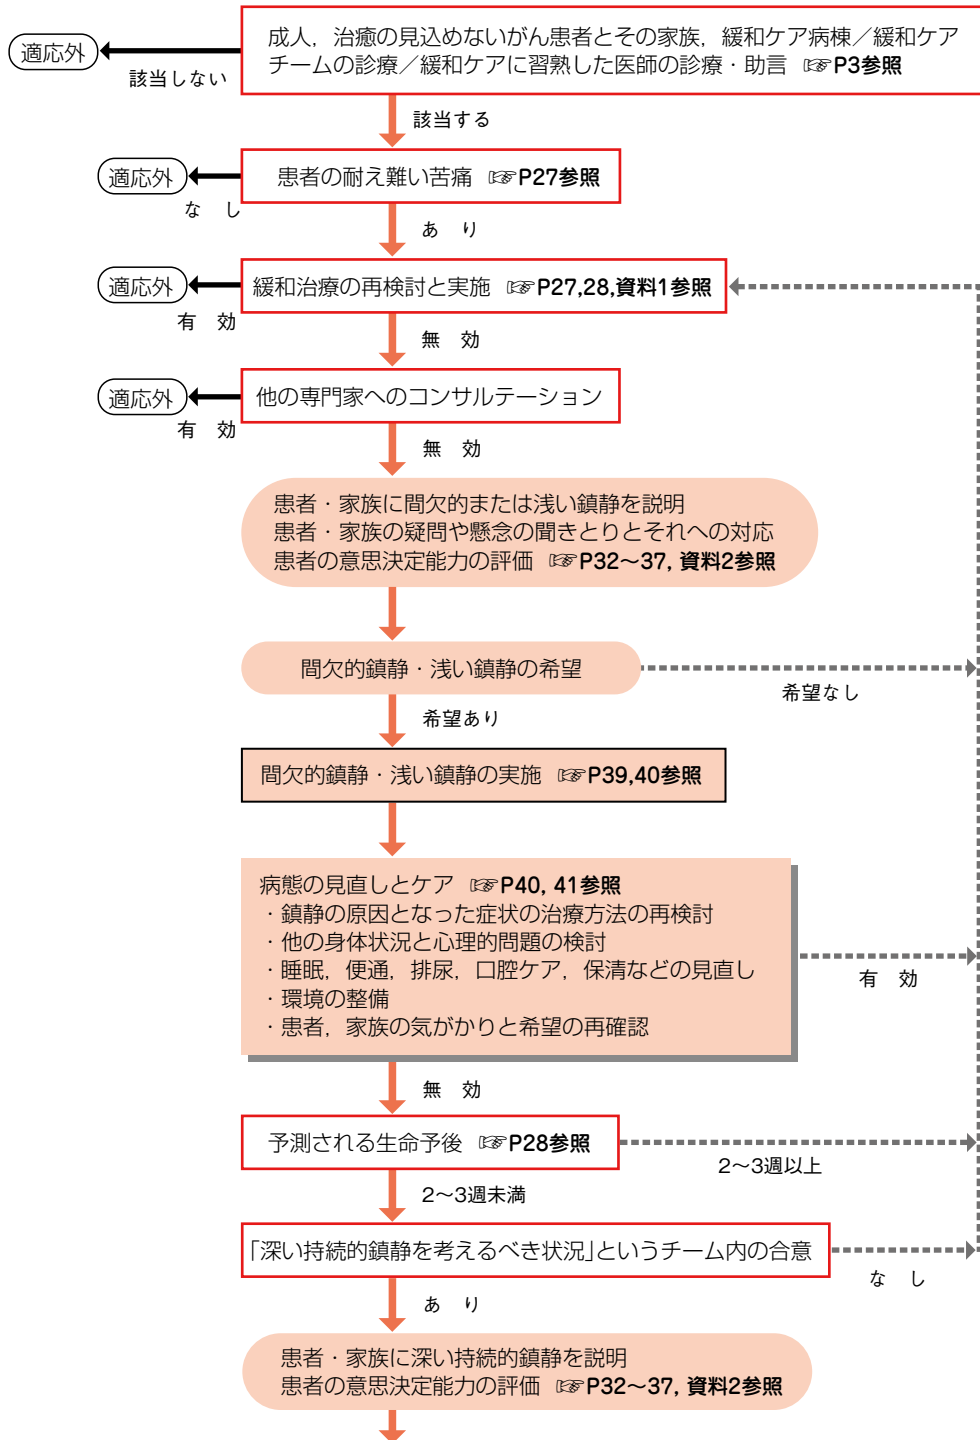 成人，治癒の見込めないがん患者とその家族，緩和ケア病棟／緩和ケア
チームの診療／緩和ケアに習熟した医師の診療・助言 ☞P3参照
適応外
該当しない
該当する
患者の耐え難い苦痛 ☞P27参照
適応外
な し
あ り
緩和治療の再検討と実施 ☞P27,28,資料1参照
適応外
有 効
無 効
他の専門家へのコンサルテーション
適応外
有 効
無 効
患者・家族に間欠的または浅い鎮静を説明
患者・家族の疑問や懸念の聞きとりとそれへの対応
患者の意思決定能力の評価 ☞P32〜37, 資料2参照
間欠的鎮静・浅い鎮静の希望
希望なし
希望あり
間欠的鎮静・浅い鎮静の実施 ☞P39,40参照
病態の見直しとケア ☞P40, 41参照
・鎮静の原因となった症状の治療方法の再検討
・他の身体状況と心理的問題の検討
・睡眠，便通，排尿，口腔ケア，保清などの見直し
・環境の整備
・患者，家族の気がかりと希望の再確認
有 効
無 効
予測される生命予後 ☞P28参照
2〜3週以上
2〜3週未満
「深い持続的鎮静を考えるべき状況」というチーム内の合意
な し
あ り
患者・家族に深い持続的鎮静を説明
患者の意思決定能力の評価 ☞P32〜37, 資料2参照